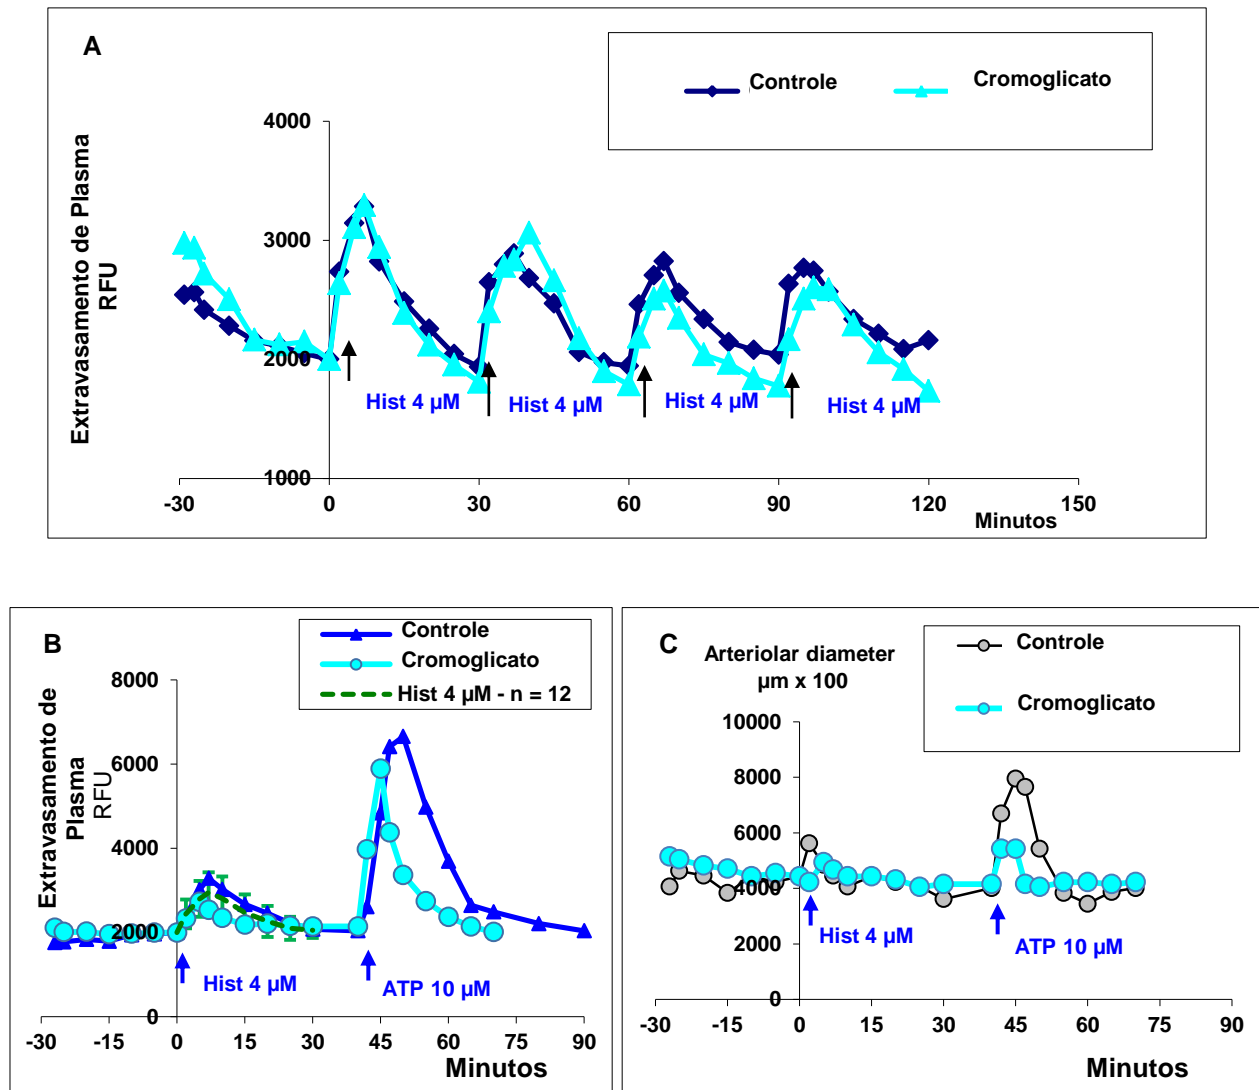 A
Controle
Cromoglicato
Extravasamento de Plasma
RFU
4000
3000
2000
1000
Hist 4 µM
Hist 4 µM
Hist 4 µM
Hist 4 µM
-30
0
30
60
90
120
150
Minutos
B
Controle
Cromoglicato
Hist 4 µM - n = 12
Extravasamento de
Plasma
RFU
8000
6000
4000
2000
0
Hist 4 µM
ATP 10 µM
-30
-15
0
15
30
45
60
75
90
Minutos
C
Arteriolar diameter
µm x 100
Controle
Cromoglicato
10000
8000
6000
4000
2000
0
Hist 4 µM
ATP 10 µM
-30
-15
0
15
30
45
60
75
90
Minutos